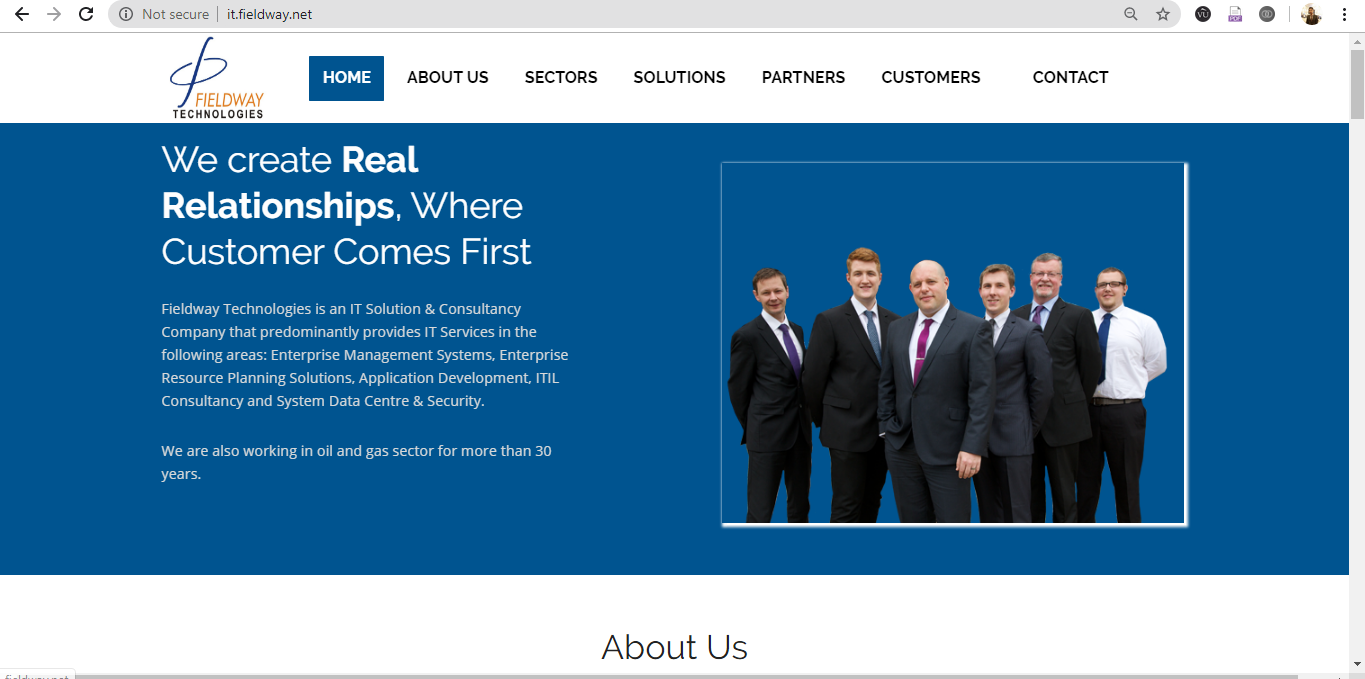 Not secure
it.fieldway.net
FIELDWAY
TECHNOLOGIES
HOME
ABOUT US
SECTORS
SOLUTIONS
PARTNERS
CUSTOMERS
CONTACT
We create Real
Relationships, Where
Customer Comes First
Fieldway Technologies is an IT Solution & Consultancy
Company that predominantly provides IT Services in the
following areas: Enterprise Management Systems, Enterprise
Resource Planning Solutions, Application Development, ITIL
Consultancy and System Data Centre & Security.
We are also working in oil and gas sector for more than 30
years.
About Us
fieldway.net